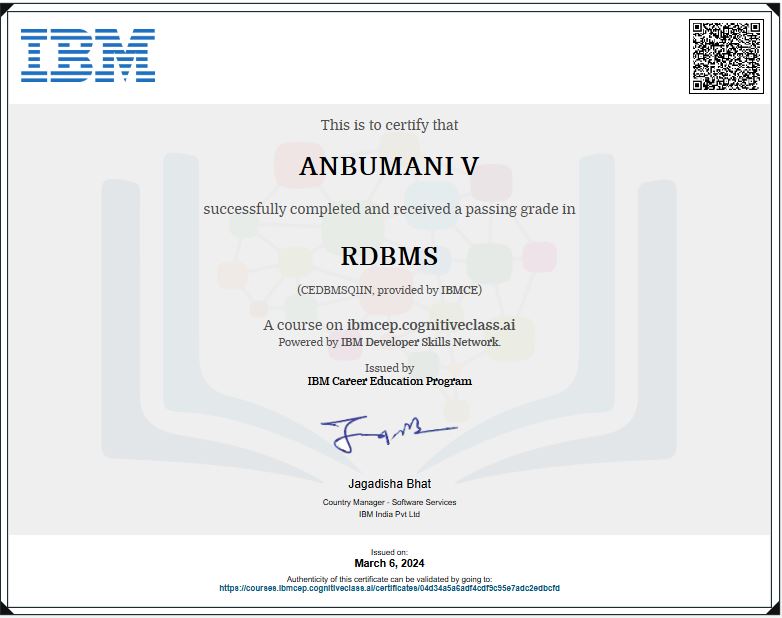 IBM
This is to certify that
ANBUMANI V
successfully completed and received a passing grade in
RDBMS
(CEDBMSQ1IN, provided by IBMCE)
A course on ibmcep.cognitiveclass.ai
Powered by IBM Developer Skills Network.
Issued by
IBM Career Education Program
Jagadisha Bhat
Country Manager - Software Services
IBM India Pvt Ltd
Issued on:
March 6, 2024
Authenticity of this certificate can be validated by going to:
https://courses.ibmcep.cognitiveclass.ai/certificates/04d34a5a6adf4cdf9c95e7adc2edbcfd